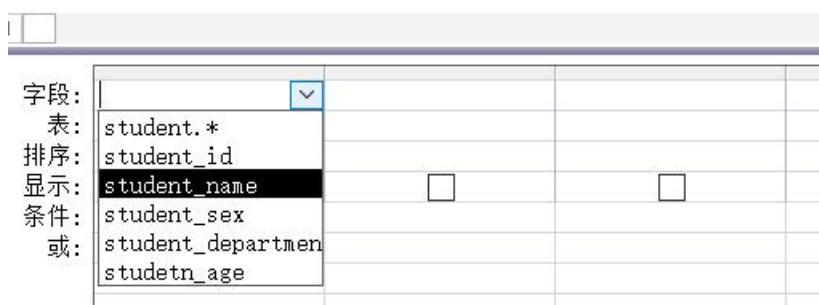 字段:
表: student.*
排序: student_id
显示: student_name
条件: student_sex
或: student_departmen
studetn_age